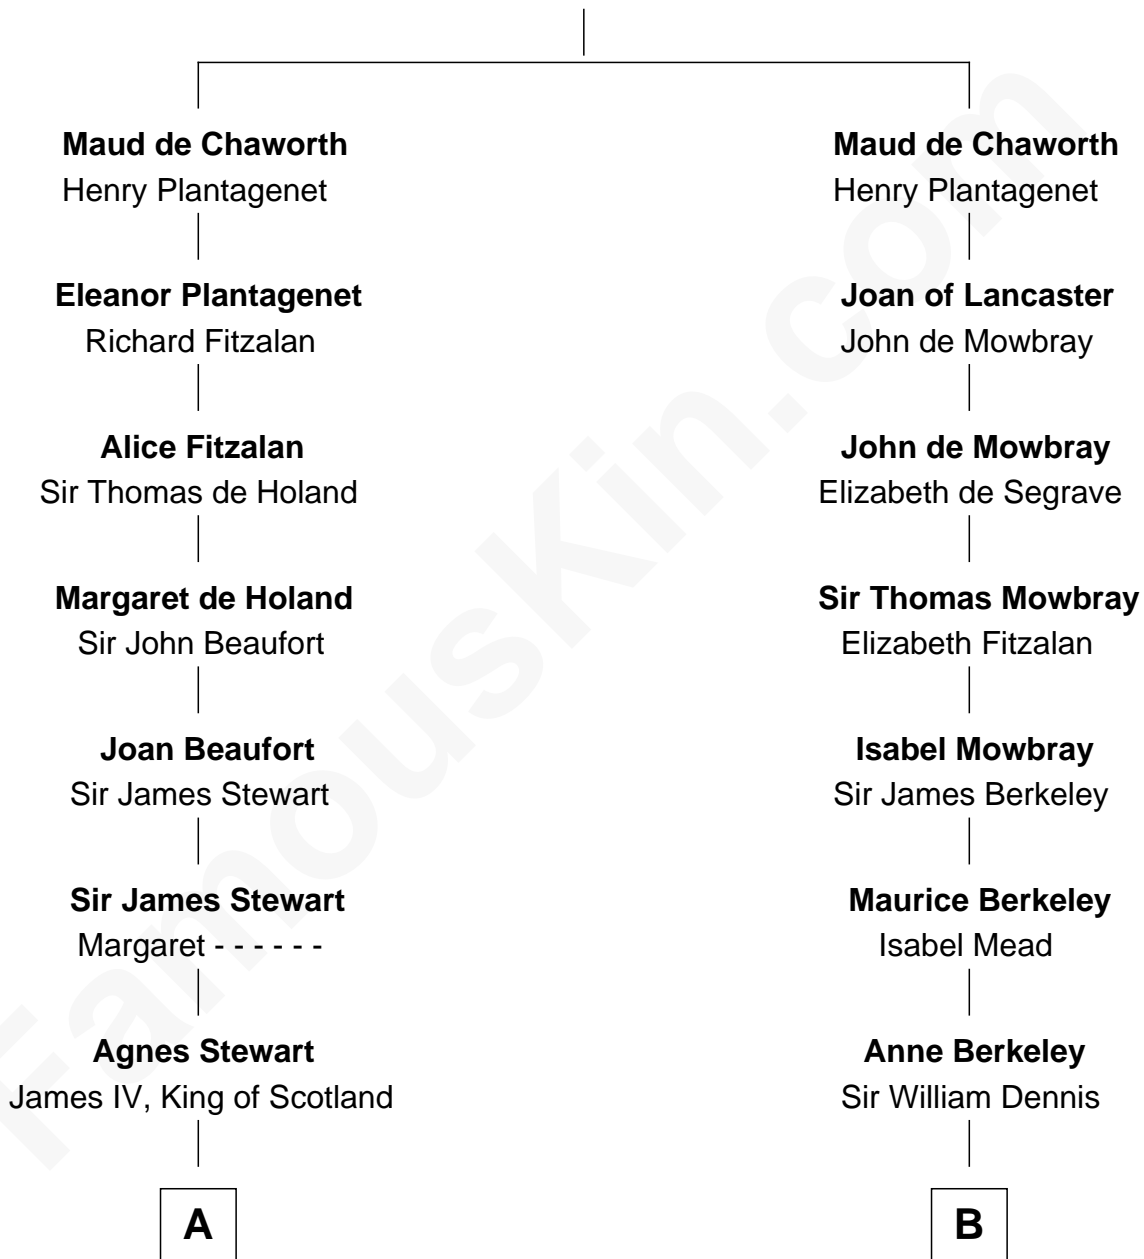 Maud de Chaworth
Henry Plantagenet
Eleanor Plantagenet
Richard Fitzalan
Alice Fitzalan
Sir Thomas de Holand
Margaret de Holand
Sir John Beaufort
Joan Beaufort
Sir James Stewart
Sir James Stewart
Margaret - - - - - -
Agnes Stewart
James IV, King of Scotland
A
Maud de Chaworth
Henry Plantagenet
Joan of Lancaster
John de Mowbray
John de Mowbray
Elizabeth de Segrave
Sir Thomas Mowbray
Elizabeth Fitzalan
Isabel Mowbray
Sir James Berkeley
Maurice Berkeley
Isabel Mead
Anne Berkeley
Sir William Dennis
B
FamousKin.com